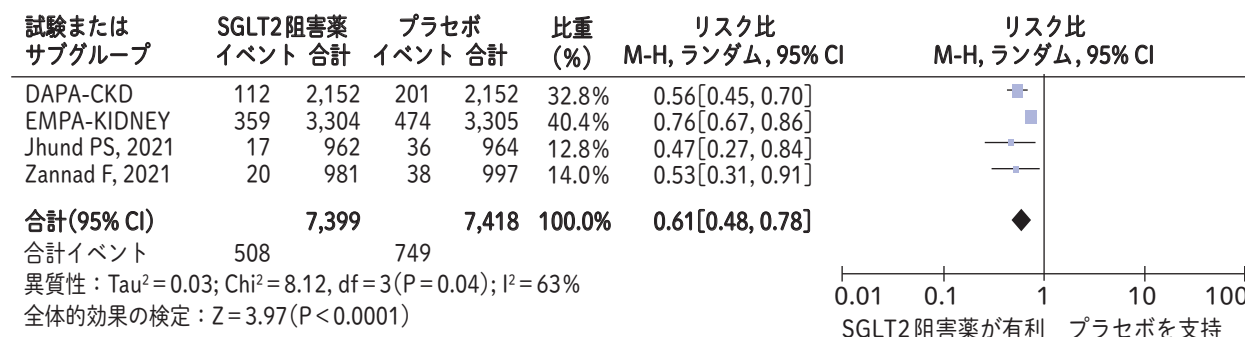 試験または SGLT2阻害薬 プラセボ 比重 リスク比 リスク比
サブグループ イベント 合計 イベント 合計 (%) M-H, ランダム, 95% CI M-H, ランダム, 95% CI
DAPA-CKD 112 2,152 201 2,152 32.8% 0.56[0.45, 0.70]
EMPA-KIDNEY 359 3,304 474 3,305 40.4% 0.76[0.67, 0.86]
Jhund PS, 2021 17 962 36 964 12.8% 0.47[0.27, 0.84]
Zannad F, 2021 20 981 38 997 14.0% 0.53[0.31, 0.91]
合計(95% CI) 7,399 7,418 100.0% 0.61[0.48, 0.78]
合計イベント 508 749
異質性：Tau²=0.03; Chi²=8.12, df=3(P=0.04); I²=63%
全体的効果の検定：Z=3.97(P<0.0001)
0.01 0.1 1 10 100
SGLT2阻害薬が有利 プラセボを支持